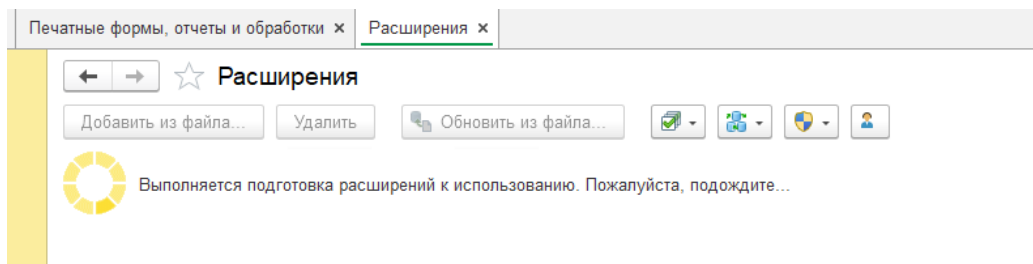 Печатные формы, отчеты и обработки × Расширения ×
Расширения
Добавить из файла... Удалить Обновить из файла...
Выполняется подготовка расширений к использованию. Пожалуйста, подождите...